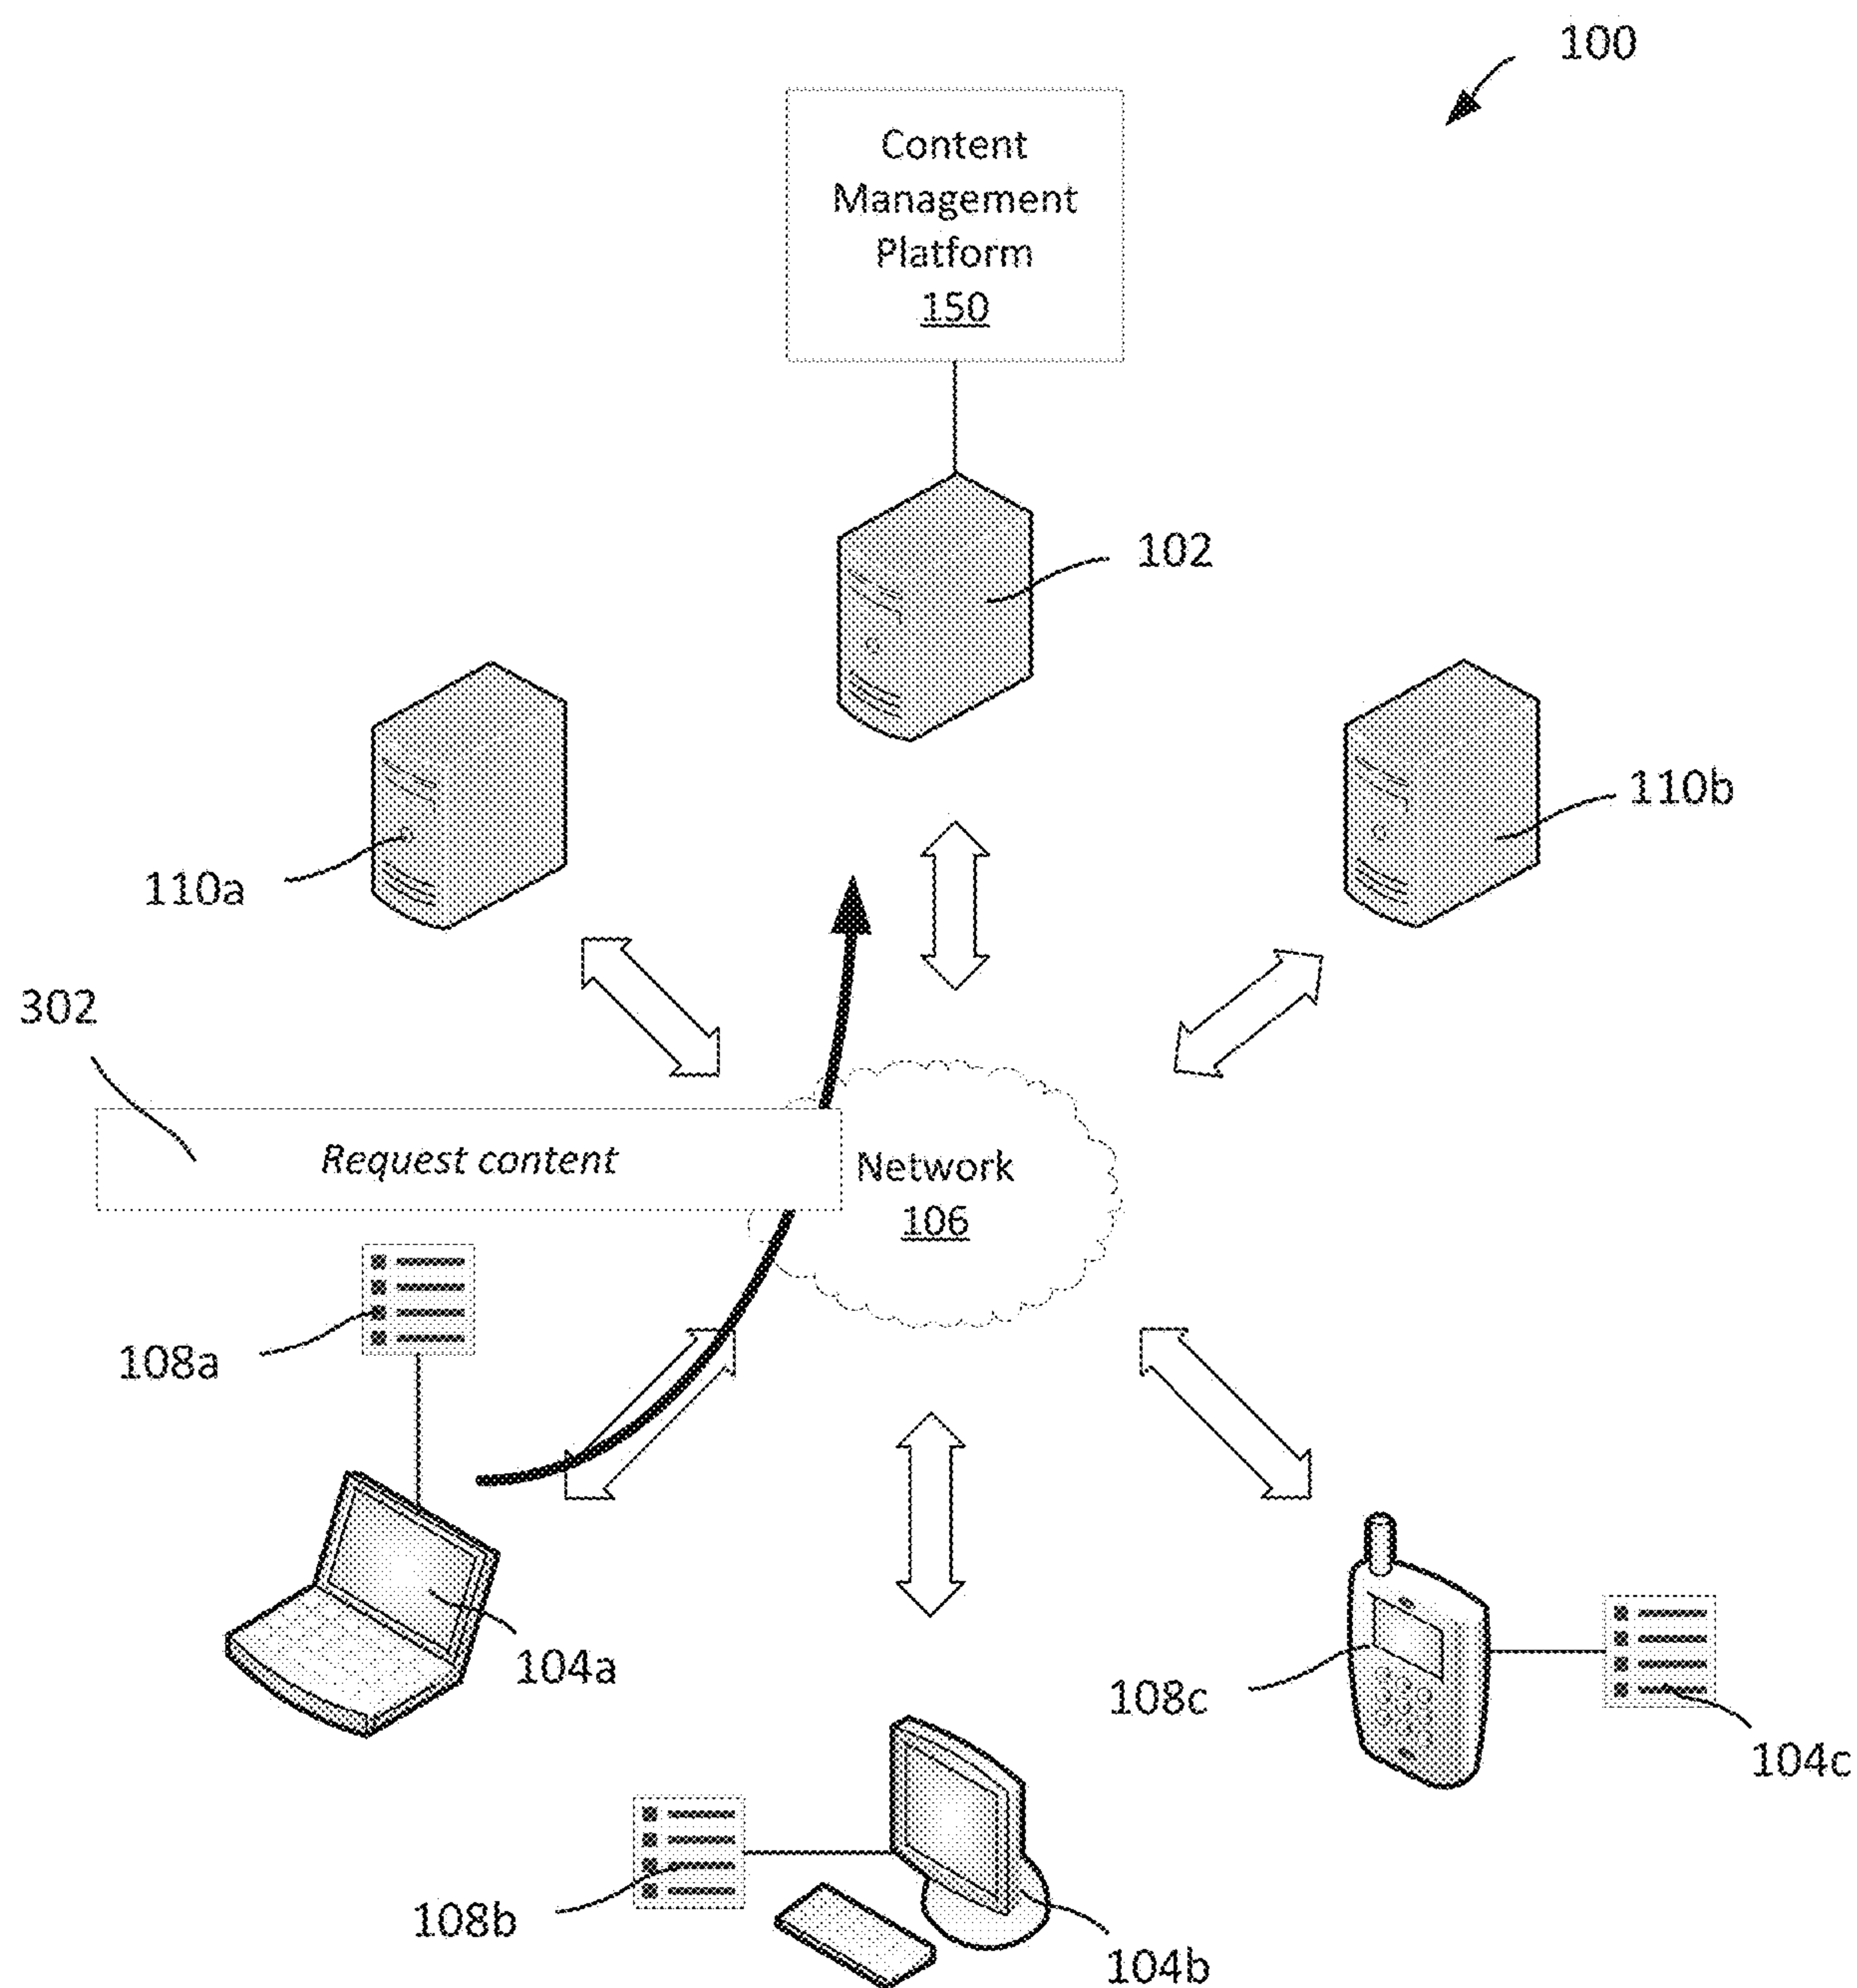 100
Content
Management
Platform
150
102
110b
110a
302
Request content
Network
106
108a
104a
108c
104c
108b
104b